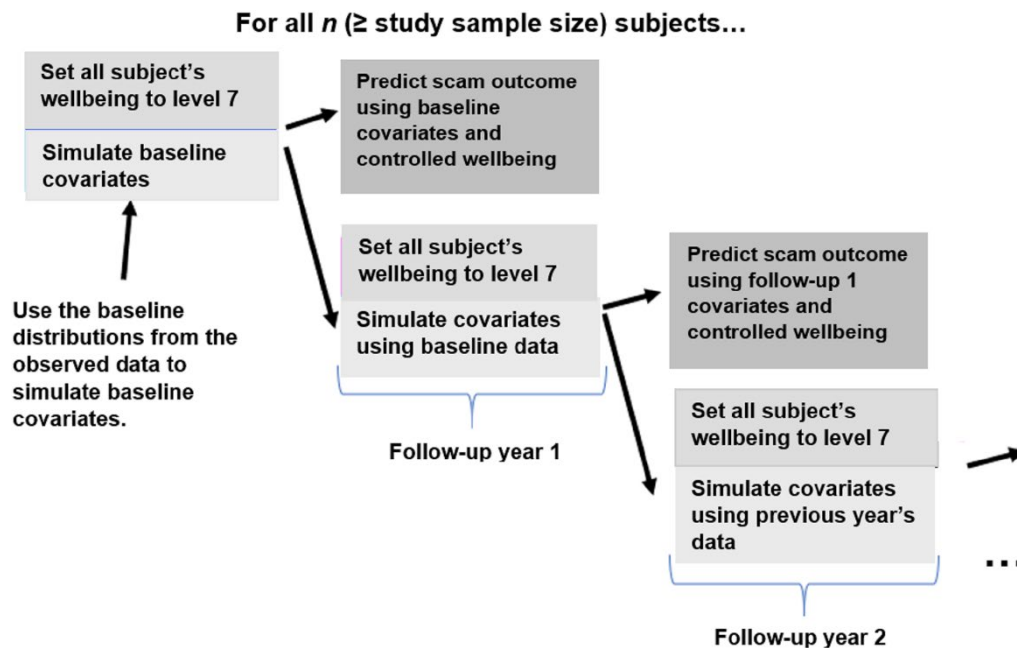 For all n (≥ study sample size) subjects…
Set all subject's
wellbeing to level 7
Simulate baseline
covariates
Use the baseline
distributions from the
observed data to
simulate baseline
covariates.
Predict scam outcome
using baseline
covariates and
controlled wellbeing
Set all subject's
wellbeing to level 7
Simulate covariates
using baseline data
Follow-up year 1
Predict scam outcome
using follow-up 1
covariates and
controlled wellbeing
Set all subject's
wellbeing to level 7
Simulate covariates
using previous year's
data
…
Follow-up year 2